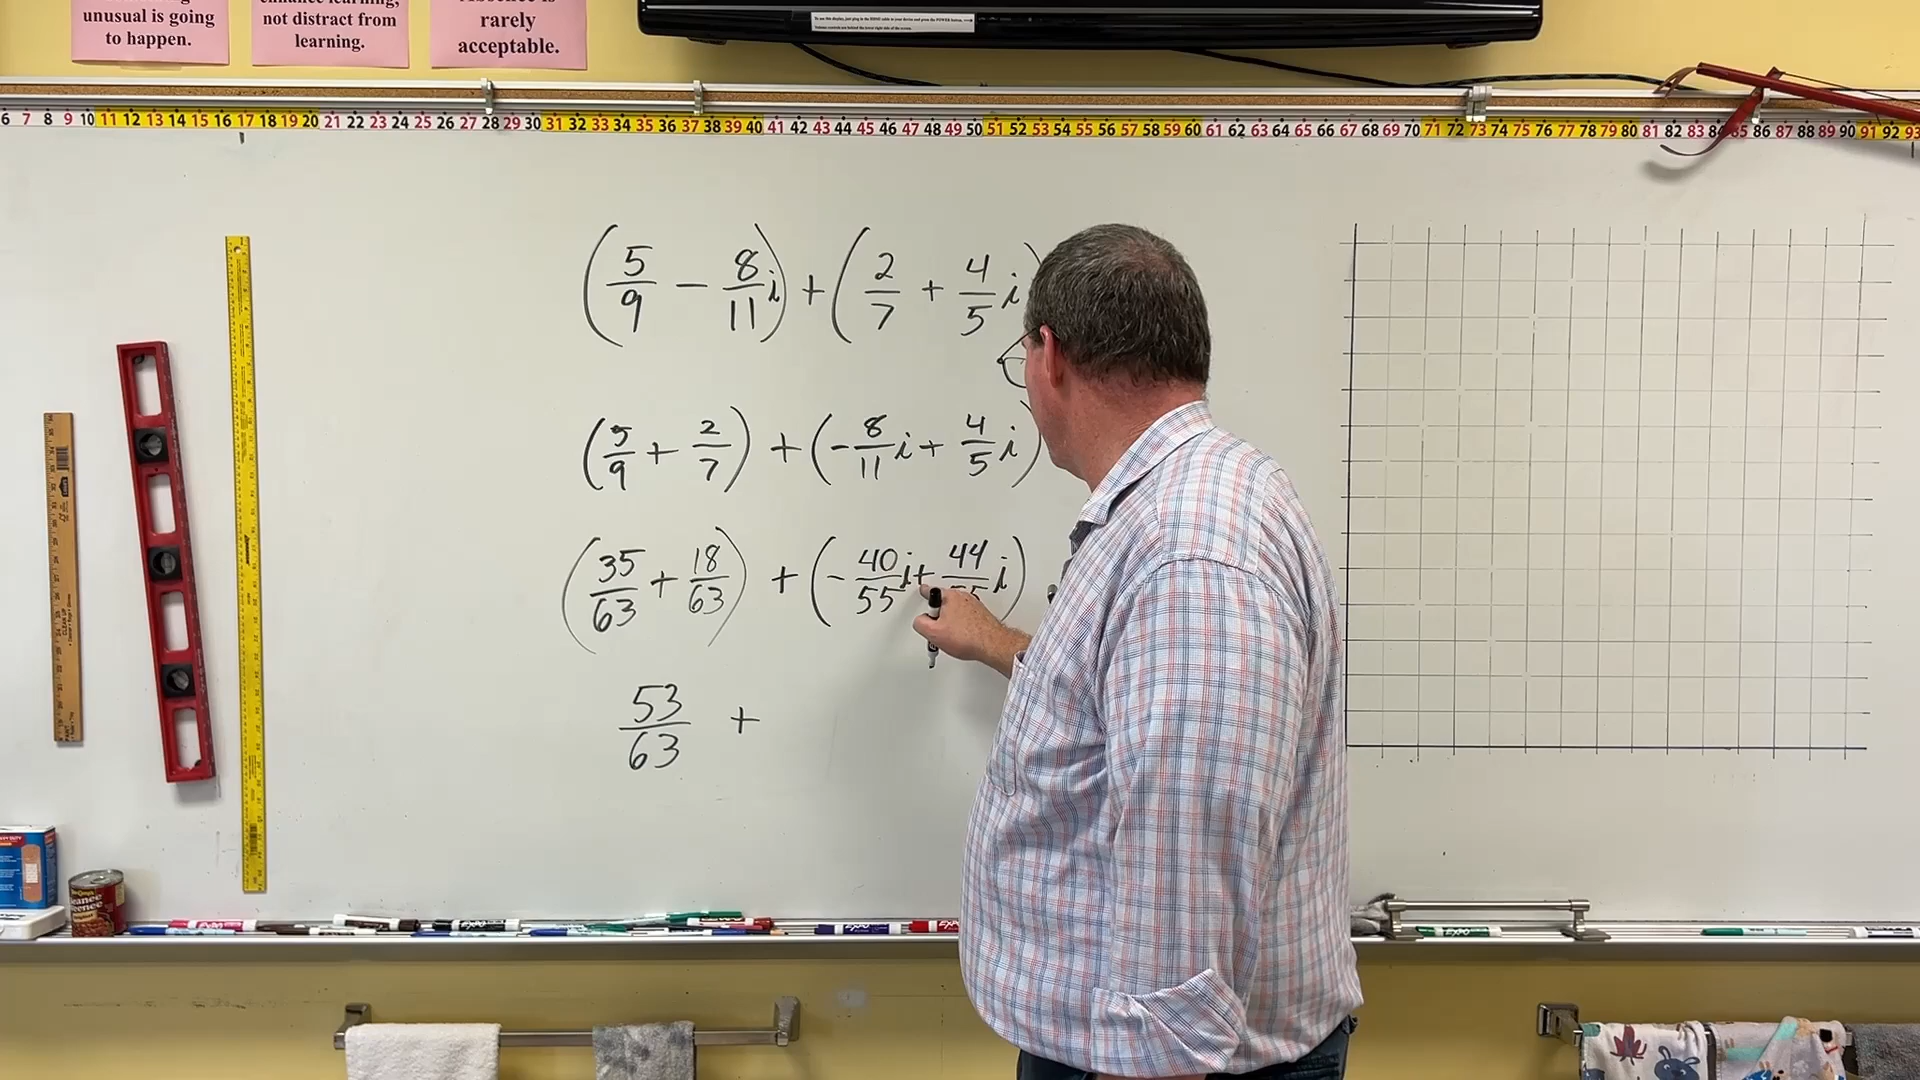 unusual is going
to happen.
not distract from
learning.
rarely
acceptable.
6 7 8 9 10 11 12 13 14 15 16 17 18 19 20 21 22 23 24 25 26 27 28 29 30 31 32 33 34 35 36 37 38 39 40 41 42 43 44 45 46 47 48 49 50 51 52 53 54 55 56 57 58 59 60 61 62 63 64 65 66 67 68 69 70 71 72 73 74 75 76 77 78 79 80 81 82 83 84 85 86 87 88 89 90 91 92 93
(5/9 - 8/11 i) + (2/7 + 4/5 i)
(5/9 + 2/7) + (-8/11 i + 4/5 i)
(35/63 + 18/63) + (-40/55 i + 44/55 i)
53/63 +
EXPO